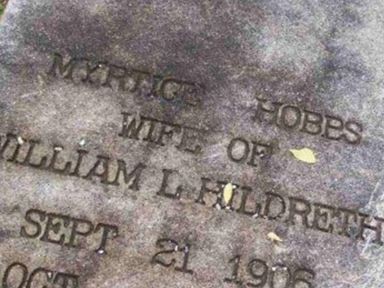 MYRTICE HOBBS
WIFE OF
WILLIAM L HILDRETH
SEPT 21 1906
OCT